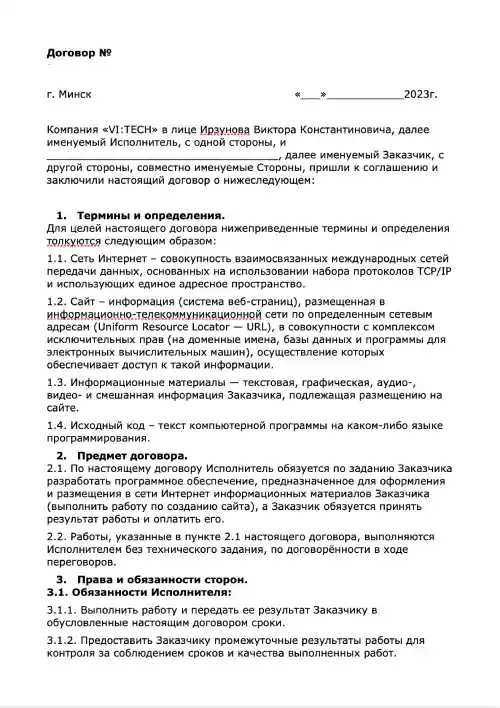 Договор №
г. Минск «___»______________2023г.
Компания «VI:TECH» в лице Ирзунова Виктора Константиновича, далее
именуемый Исполнитель, с одной стороны, и
__________________________________________, далее именуемый Заказчик, с
другой стороны, совместно именуемые Стороны, пришли к соглашению и
заключили настоящий договор о нижеследующем:
1. Термины и определения.
Для целей настоящего договора нижеприведенные термины и определения
толкуются следующим образом:
1.1. Сеть Интернет – совокупность взаимосвязанных международных сетей
передачи данных, основанных на использовании набора протоколов TCP/IP
и использующих единое адресное пространство.
1.2. Сайт – информация (система веб-страниц), размещенная в
информационно-телекоммуникационной сети по определенным сетевым
адресам (Uniform Resource Locator — URL), в совокупности с комплексом
исключительных прав (на доменные имена, базы данных и программы для
электронных вычислительных машин), осуществление которых
обеспечивает доступ к такой информации.
1.3. Информационные материалы — текстовая, графическая, аудио-,
видео- и смешанная информация Заказчика, подлежащая размещению на
сайте.
1.4. Исходный код – текст компьютерной программы на каком-либо языке
программирования.
2. Предмет договора.
2.1. По настоящему договору Исполнитель обязуется по заданию Заказчика
разработать программное обеспечение, предназначенное для оформления
и размещения в сети Интернет информационных материалов Заказчика
(выполнить работу по созданию сайта), а Заказчик обязуется принять
результат работы и оплатить его.
2.2. Работы, указанные в пункте 2.1 настоящего договора, выполняются
Исполнителем без технического задания, по договорённости в ходе
переговоров.
3. Права и обязанности сторон.
3.1. Обязанности Исполнителя:
3.1.1. Выполнить работу и передать ее результат Заказчику в
обусловленные настоящим договором сроки.
3.1.2. Предоставить Заказчику промежуточные результаты работы для
контроля за соблюдением сроков и качества выполненных работ.